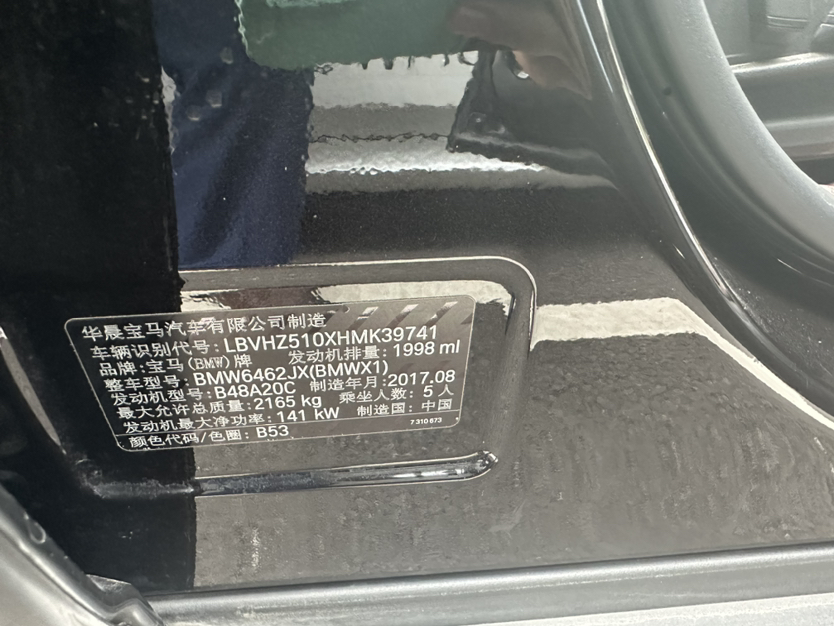 华晨宝马汽车有限公司制造
车辆识别代号: LBVHZ510XHMK39741
品牌: 宝马(BMW)牌 发动机排量: 1998 ml
整车型号: BMW6462JX(BMWX1)
发动机型号: B48A20C 制造年月: 2017.08
最大允许总质量: 2165 kg 乘坐人数: 5 人
发动机最大净功率: 141 kW 制造国: 中国
颜色代码/色圈: B53 7310673